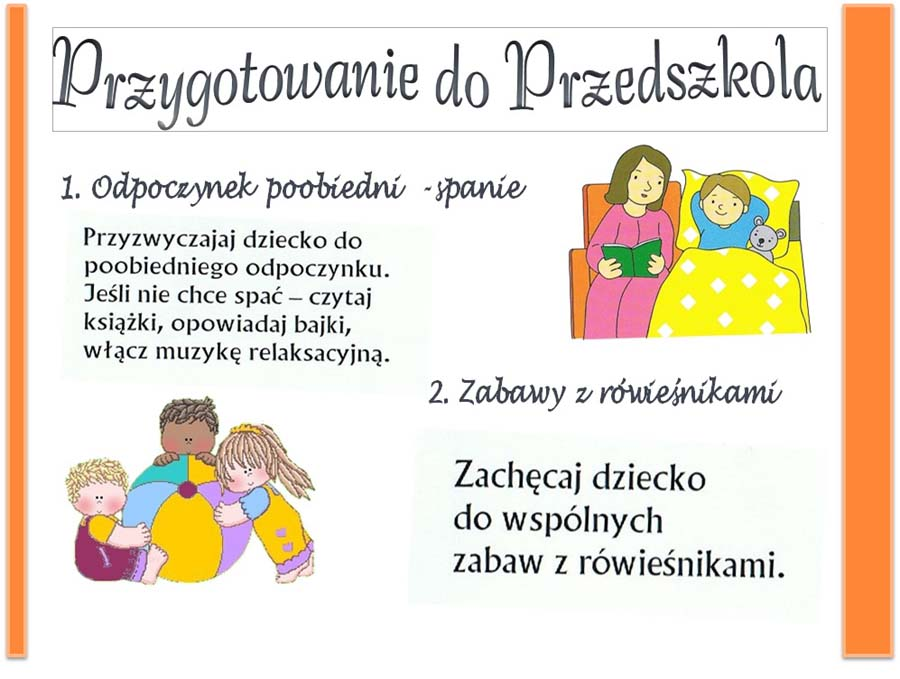 Przygotowanie do Przedszkola
1. Odpoczynek poobiedni -spanie
Przyzwyczajaj dziecko do
poobiedniego odpoczynku.
Jeśli nie chce spać – czytaj
książki, opowiadaj bajki,
włącz muzykę relaksacyjną.
2. Zabawy z rówieśnikami
Zachęcaj dziecko
do wspólnych
zabaw z rówieśnikami.